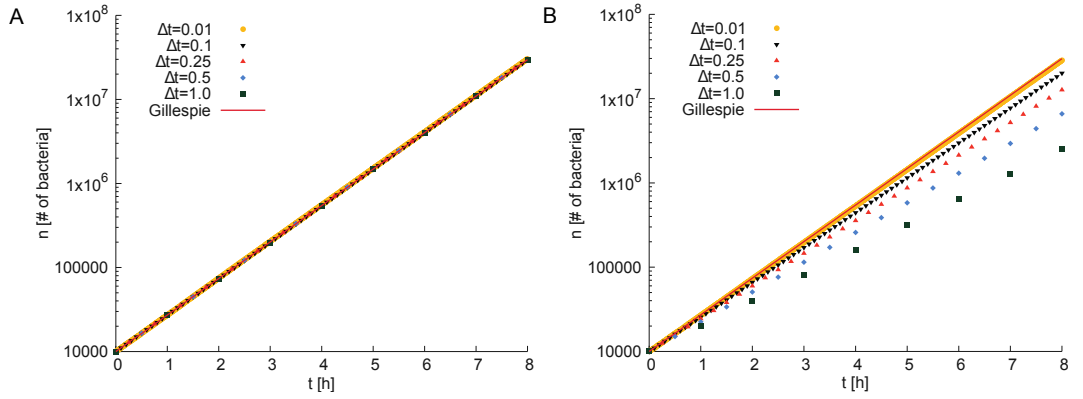 A
1x10^8
1x10^7
1x10^6
100000
10000
n [# of bacteria]
Δt=0.01
Δt=0.1
Δt=0.25
Δt=0.5
Δt=1.0
Gillespie
0 1 2 3 4 5 6 7 8
t [h]
B
1x10^8
1x10^7
1x10^6
100000
10000
n [# of bacteria]
Δt=0.01
Δt=0.1
Δt=0.25
Δt=0.5
Δt=1.0
Gillespie
0 1 2 3 4 5 6 7 8
t [h]